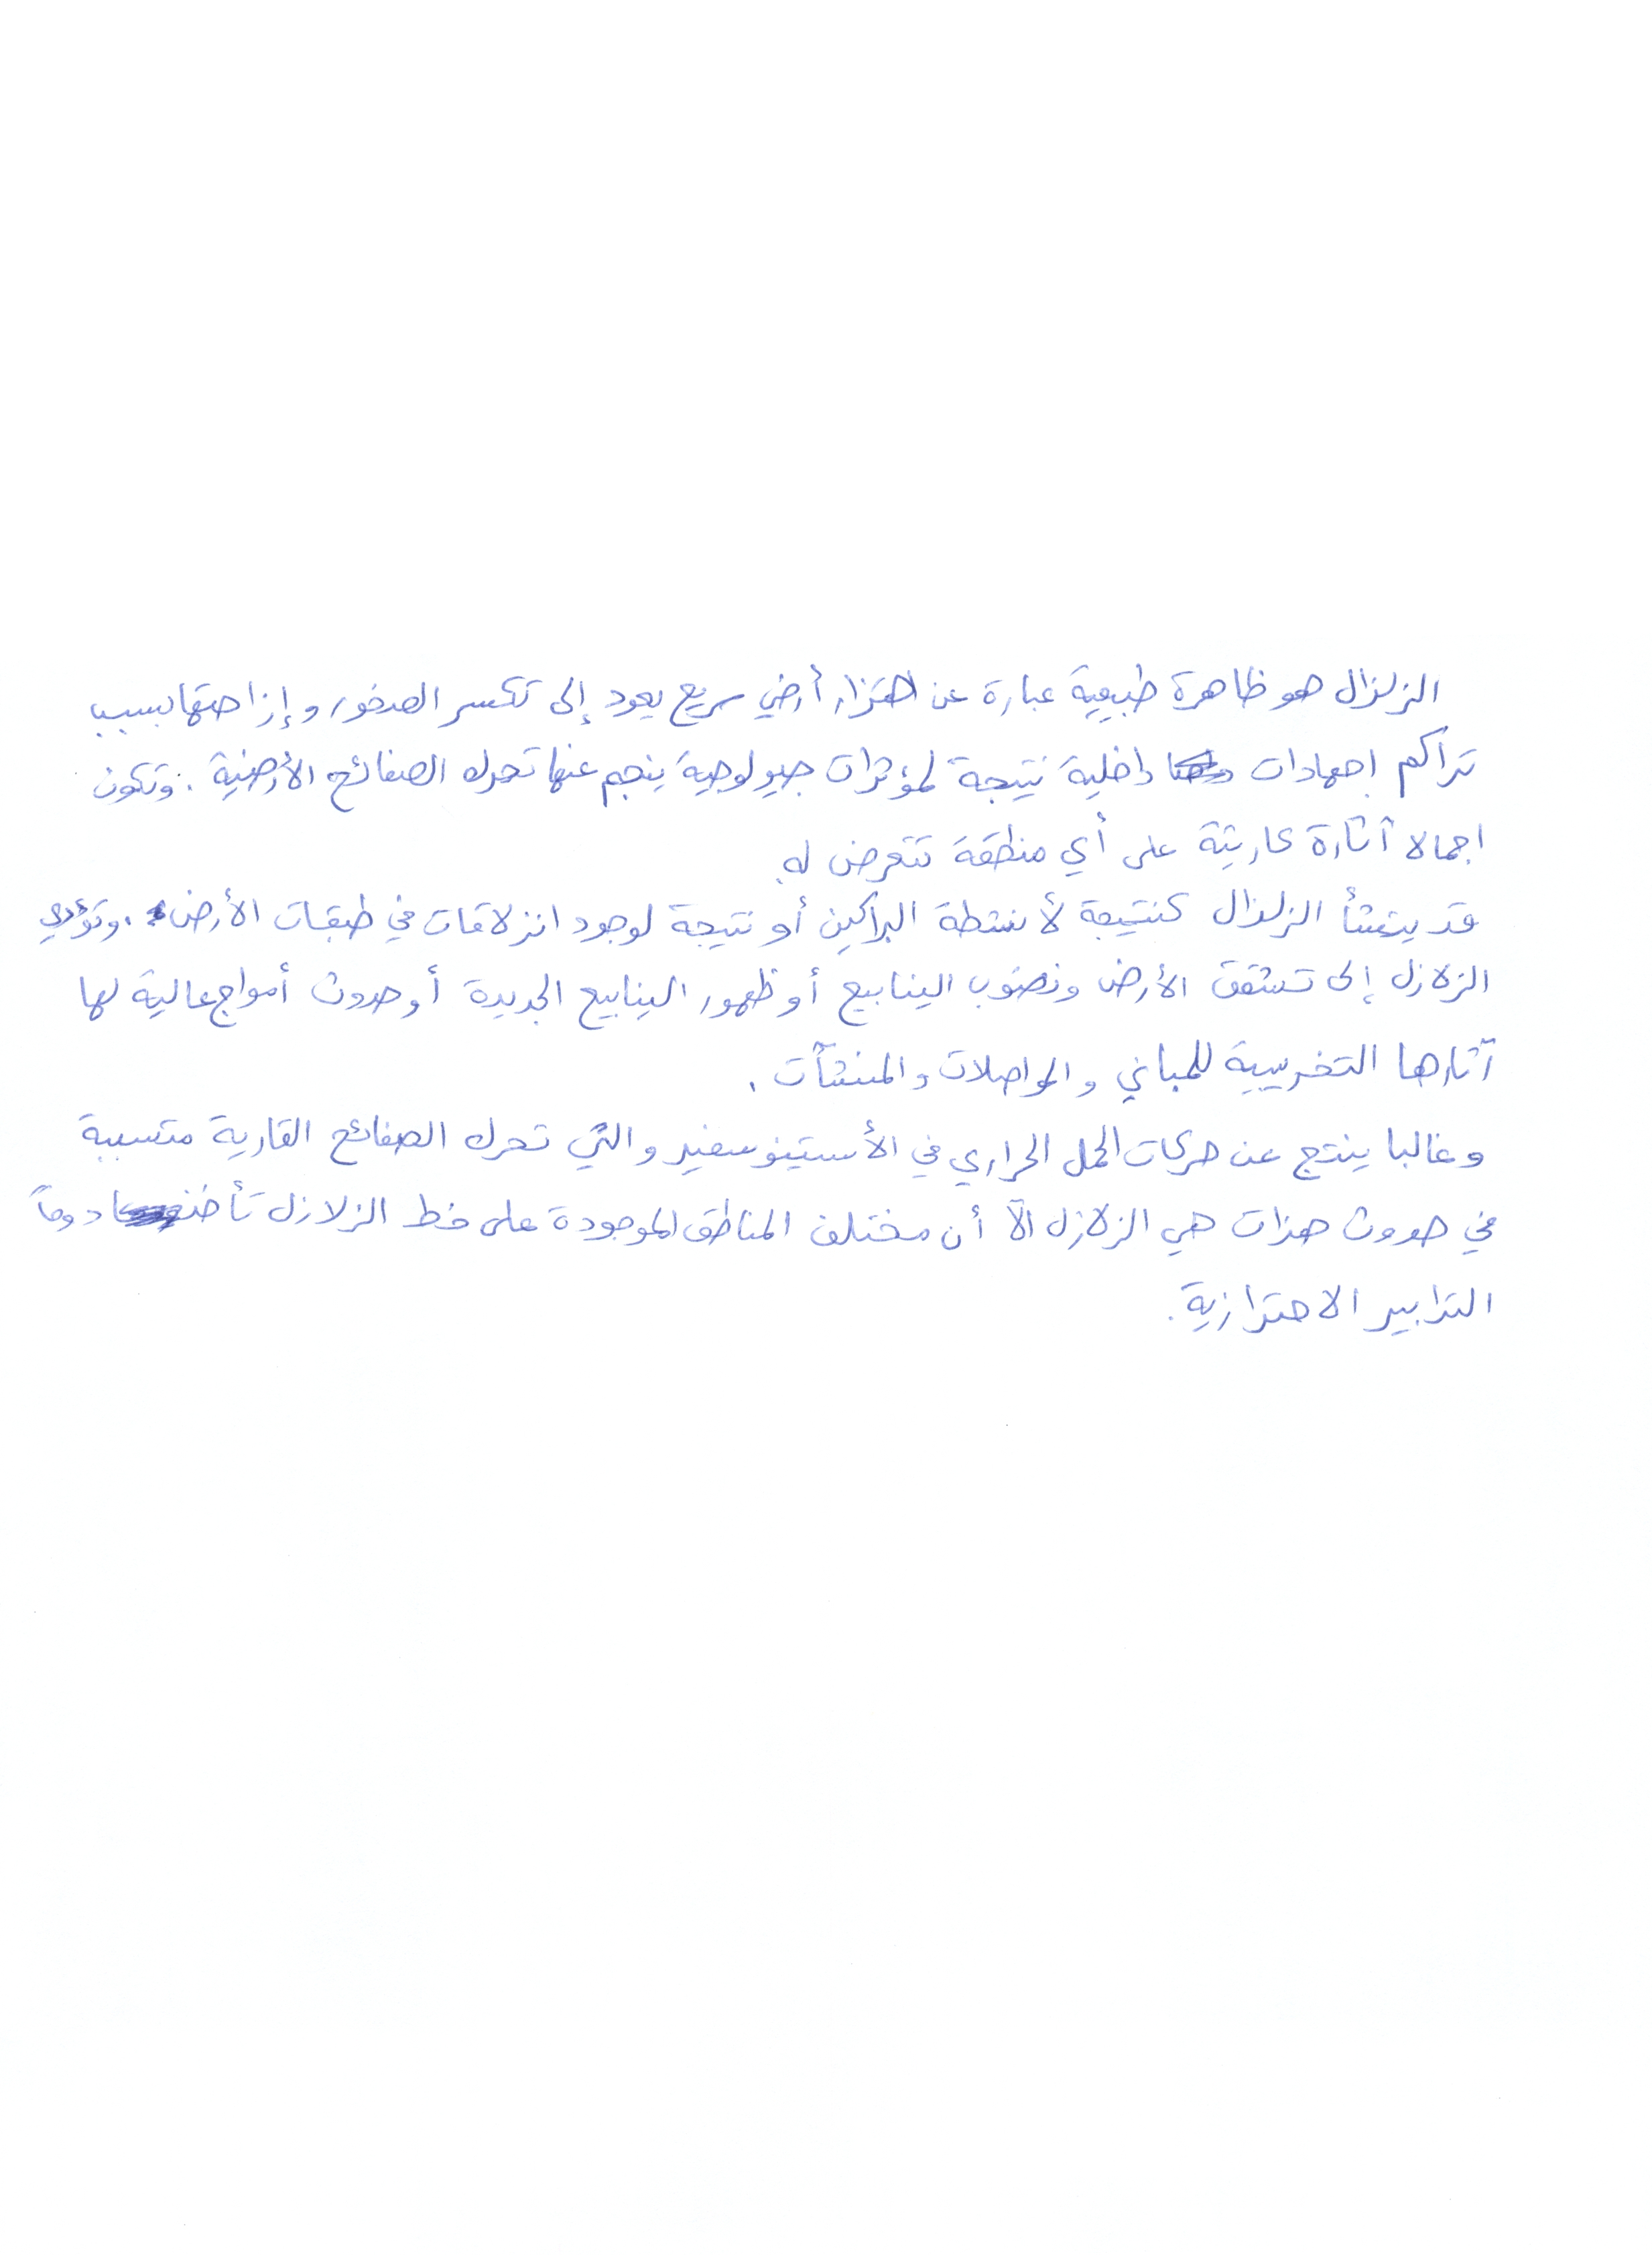 الزلزال هو ظاهرة طبيعية عبارة عن اهتزاز أرضي سريع يعود إلى تكسر الصخور وإزاحتها بسبب
تراكم إجهادات داخلية نتيجة لمؤثرات جيولوجية ينجم عنها تحرك الصفائح الأرضية. وتكون
اجمالا آثارة كارثية على أي منطقة تتعرض له.
قد ينشأ الزلزال كنتيجة لأنشطة البراكين أو نتيجة لوجود انزلاقات في طبقات الأرض. وتؤدي
الزلازل إلى تشقق الأرض ونضوب الينابيع أو ظهور الينابيع الجديدة أو حدوث أمواج عالية لها
آثارها التخريبية للمباني والمواصلات والمنشآت.
وغالبا ينتج عن حركات الحمل الحراري في الأستينوسفير والتي تحرك الصفائح القارية متسببة
في حدوث هزات هي الزلازل الآ أن مختلف المناطق الموجودة على خط الزلازل تأخذ دوماً
التدابير الاحترازية.